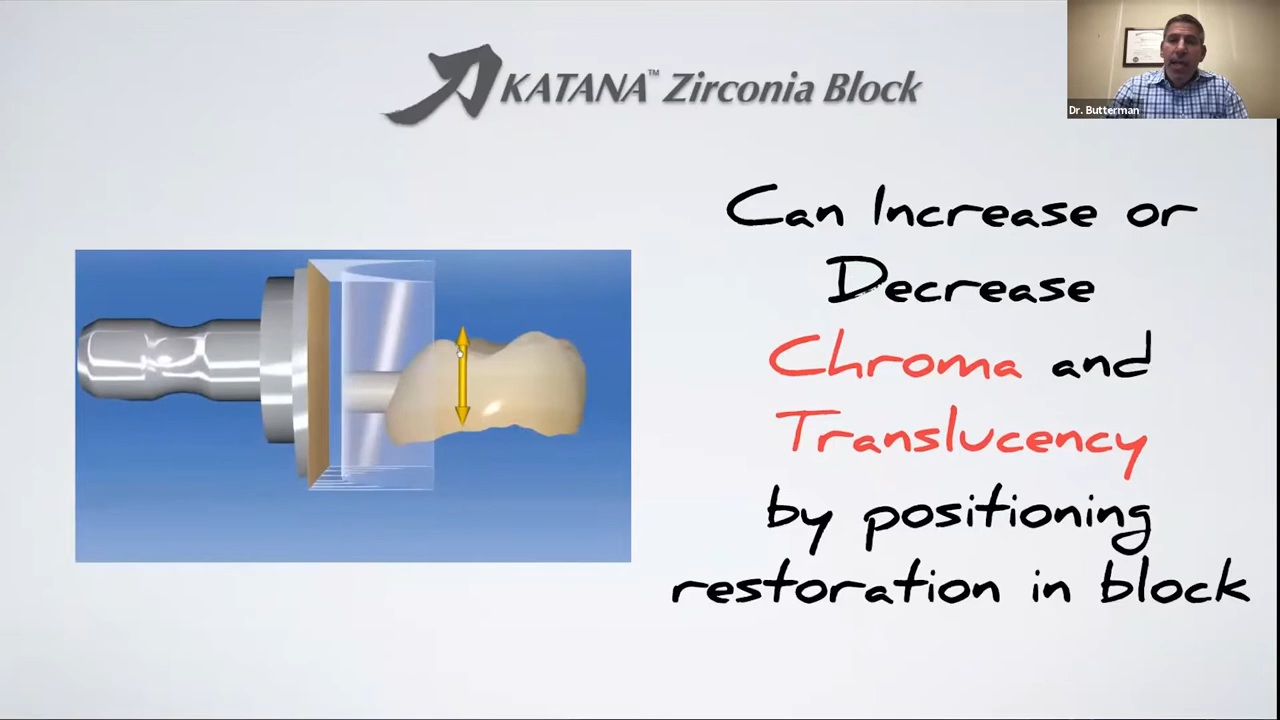 KATANA™ Zirconia Block
Dr. Butterman
Can Increase or
Decrease
Chroma and
Translucency
by positioning
restoration in block